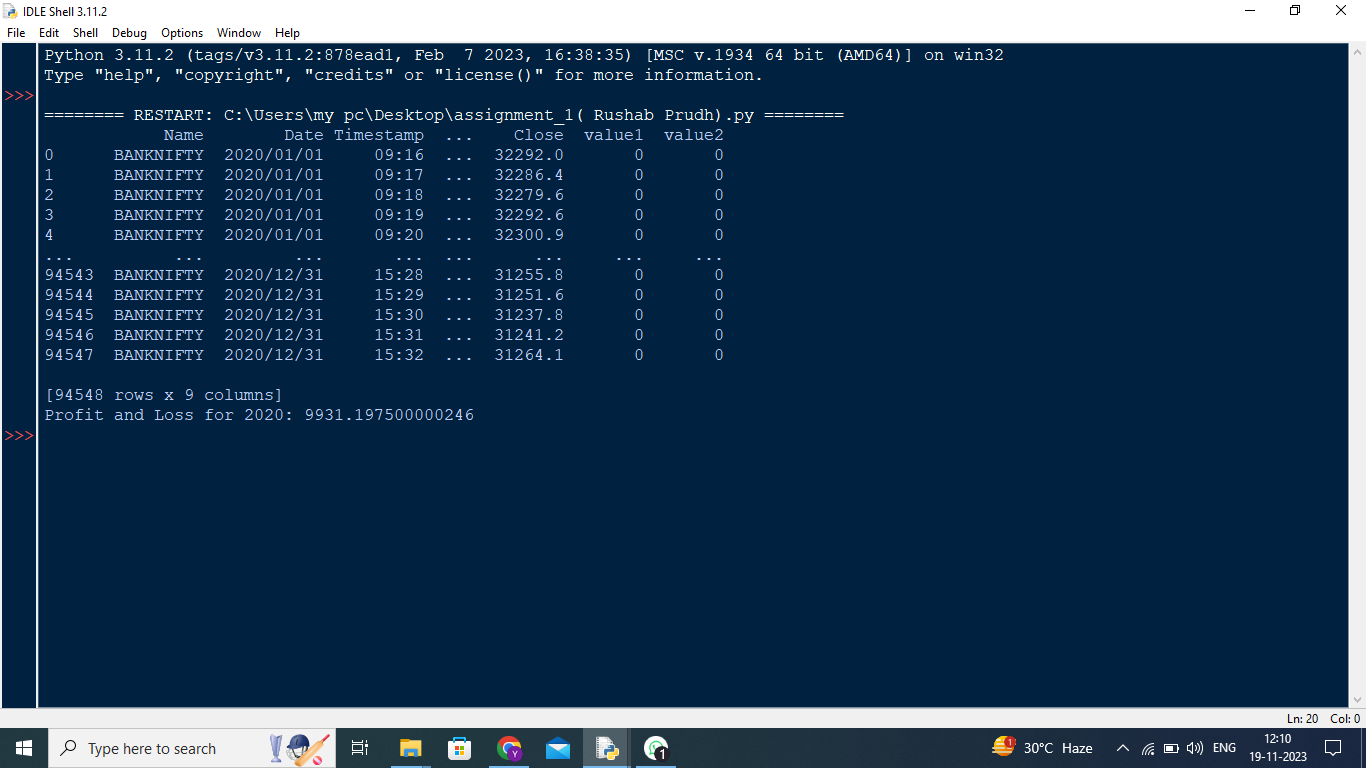 IDLE Shell 3.11.2
File Edit Shell Debug Options Window Help
Python 3.11.2 (tags/v3.11.2:878ead1, Feb  7 2023, 16:38:35) [MSC v.1934 64 bit (AMD64)] on win32
Type "help", "copyright", "credits" or "license()" for more information.
>>>
======== RESTART: C:\Users\my pc\Desktop\assignment_1( Rushab Prudh).py ========
Name Date Timestamp ... Close value1 value2
0 BANKNIFTY 2020/01/01 09:16 ... 32292.0 0 0
1 BANKNIFTY 2020/01/01 09:17 ... 32286.4 0 0
2 BANKNIFTY 2020/01/01 09:18 ... 32279.6 0 0
3 BANKNIFTY 2020/01/01 09:19 ... 32292.6 0 0
4 BANKNIFTY 2020/01/01 09:20 ... 32300.9 0 0
... ... ... ... ... ... ... ...
94543 BANKNIFTY 2020/12/31 15:28 ... 31255.8 0 0
94544 BANKNIFTY 2020/12/31 15:29 ... 31251.6 0 0
94545 BANKNIFTY 2020/12/31 15:30 ... 31237.8 0 0
94546 BANKNIFTY 2020/12/31 15:31 ... 31241.2 0 0
94547 BANKNIFTY 2020/12/31 15:32 ... 31264.1 0 0
[94548 rows x 9 columns]
Profit and Loss for 2020: 9931.197500000246
>>>
Ln: 20 Col: 0
Type here to search Y 1 1 30°C Haze ENG 12:10
19-11-2023